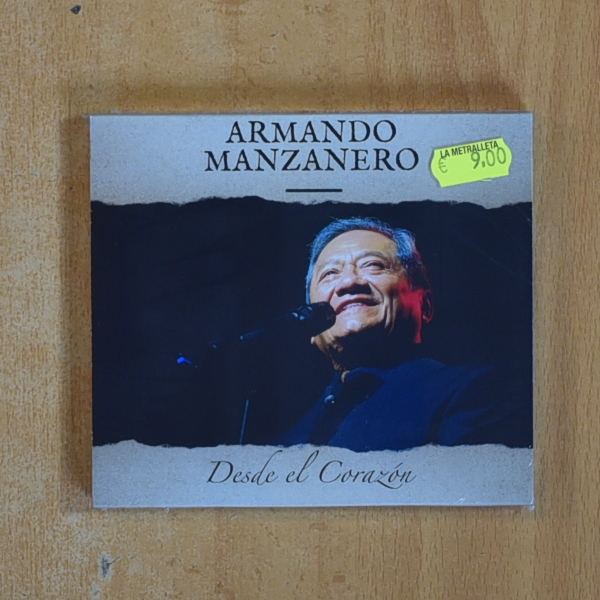 ARMANDO
MANZANERO
LA METRALLETA
€ 9,00
Desde el Corazón